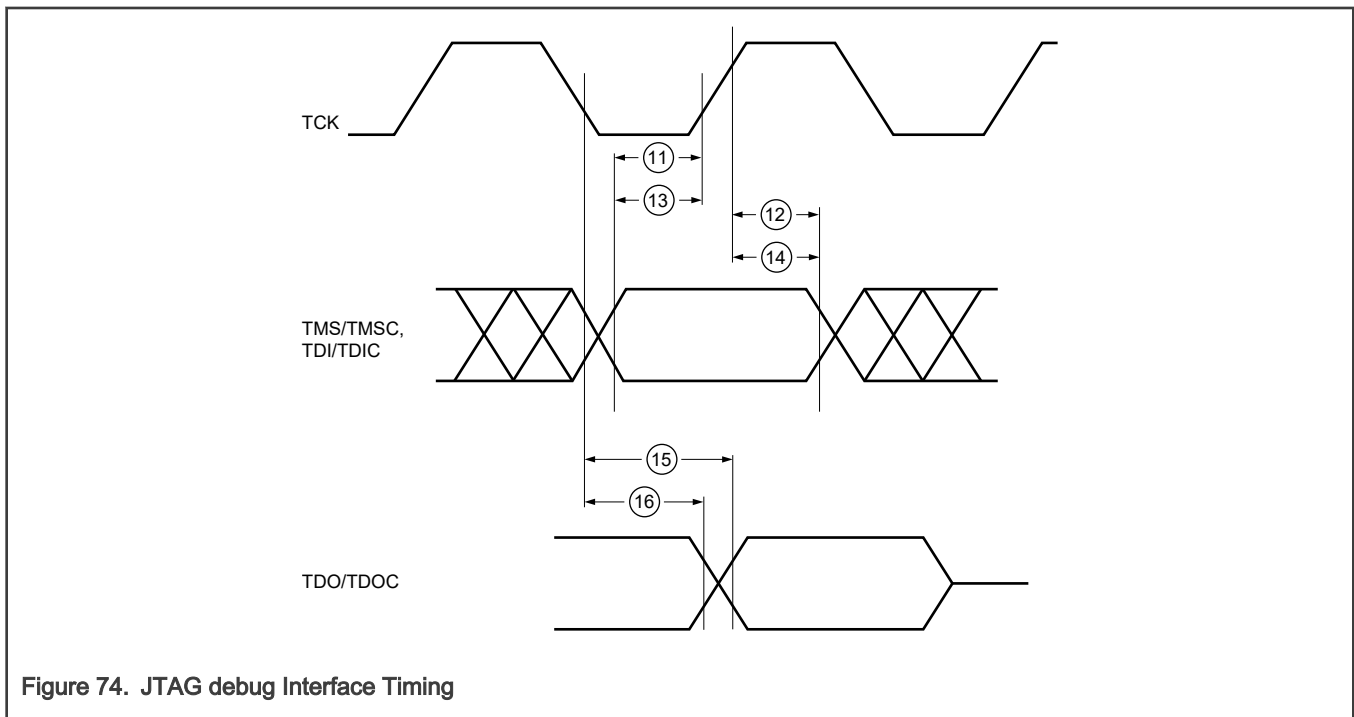 TCK
11
13
12
14
TMS/TMSC,
TDI/TDIC
15
16
TDO/TDOC
Figure 74. JTAG debug Interface Timing